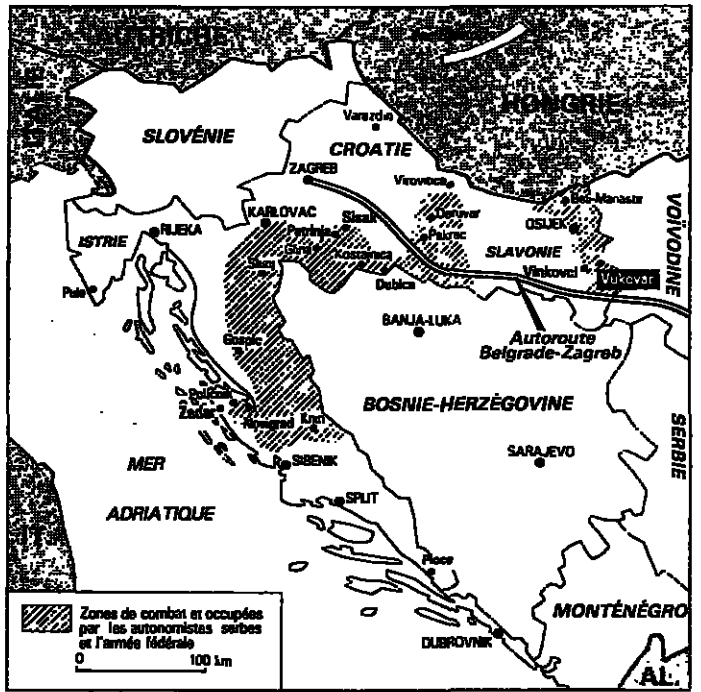 AUTRICHE
HONGRIE
SLOVÉNIE
Varazdin
CROATIE
ZAGREB
Virovitica
VOÏVODINE
KARLOVAC
Sisak
Daruvar
OSIJEK
ISTRIE
RIJEKA
Petrinja
Pakrac
SLAVONIE
Glina
Kostajnica
Vinkovci
Vukovar
Slunj
Dubica
Pula
BANJA-LUKA
Autoroute
Belgrade-Zagreb
Gospic
BOSNIE-HERZÉGOVINE
SERBIE
Zadar
Knin
MER
ADRIATIQUE
SIBENIK
SARAJEVO
SPLIT
Ploce
MONTÉNÉGRO
DUBROVNIK
AL.
Zones de combat et occupées
par les autonomistes serbes
et l'armée fédérale
0 100 km